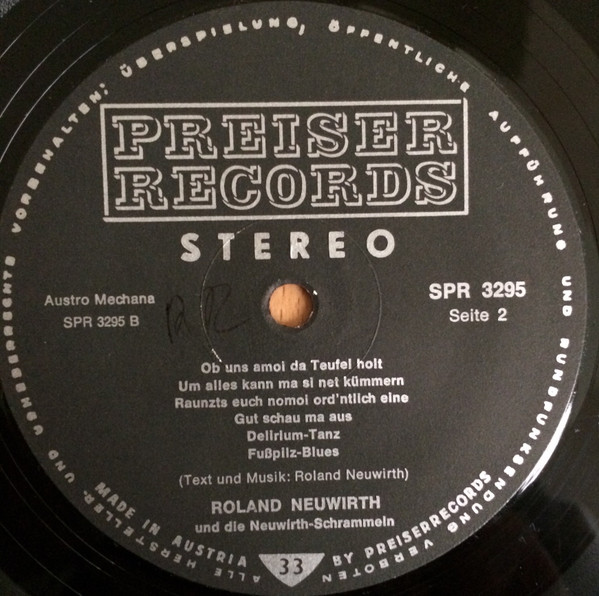 ALLE HERSTELLER- UND URHEBERRECHTE VORBEHALTEN; ÜBERSPIELUNG, ÖFFENTLICHE AUFFÜHRUNG UND RUNDFUNKSENDUNG VERBOTEN
PREISER
RECORDS
STEREO
Austro Mechana
SPR 3295 B
SPR 3295
Seite 2
Ob uns amoi da Teufel holt
Um alles kann ma si net kümmern
Raunzts euch nomoi ord'ntlich eine
Gut schau ma aus
Delirium-Tanz
Fußpilz-Blues
(Text und Musik: Roland Neuwirth)
ROLAND NEUWIRTH
und die Neuwirth-Schrammeln
MADE IN AUSTRIA
33
BY PREISERRECORDS